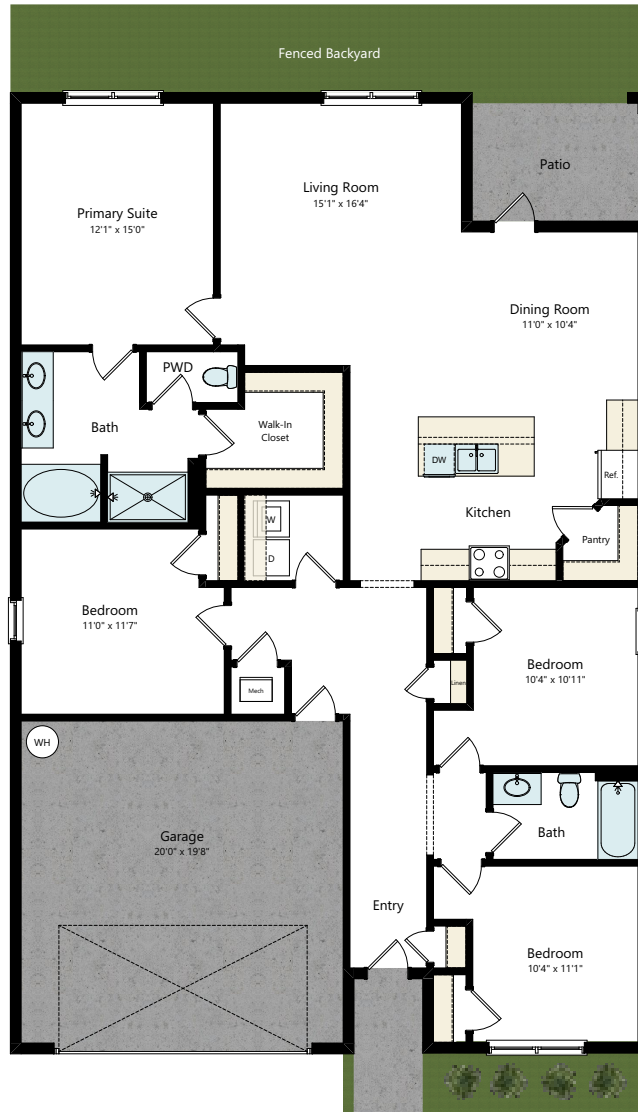 Fenced Backyard
Patio
Living Room
15'1" x 16'4"
Primary Suite
12'1" x 15'0"
Dining Room
11'0" x 10'4"
PWD
Bath
Walk-In
Closet
DW
Ref.
Kitchen
W
D
Pantry
Bedroom
11'0" x 11'7"
Mech
Linen
Bedroom
10'4" x 10'11"
WH
Garage
20'0" x 19'8"
Bath
Entry
Bedroom
10'4" x 11'1"